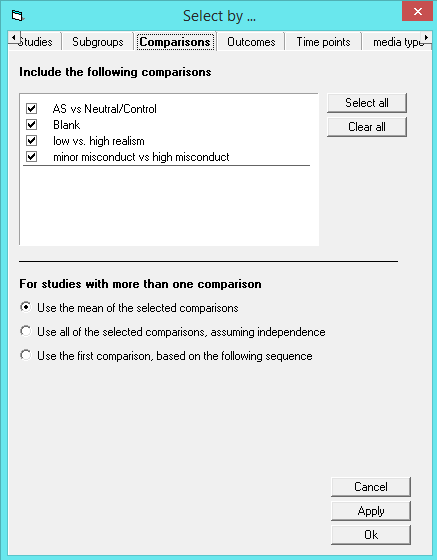 Select by ...
Studies Subgroups Comparisons Outcomes Time points media type
Include the following comparisons
AS vs Neutral/Control
Blank
low vs. high realism
minor misconduct vs high misconduct
Select all
Clear all
For studies with more than one comparison
Use the mean of the selected comparisons
Use all of the selected comparisons, assuming independence
Use the first comparison, based on the following sequence
Cancel
Apply
Ok